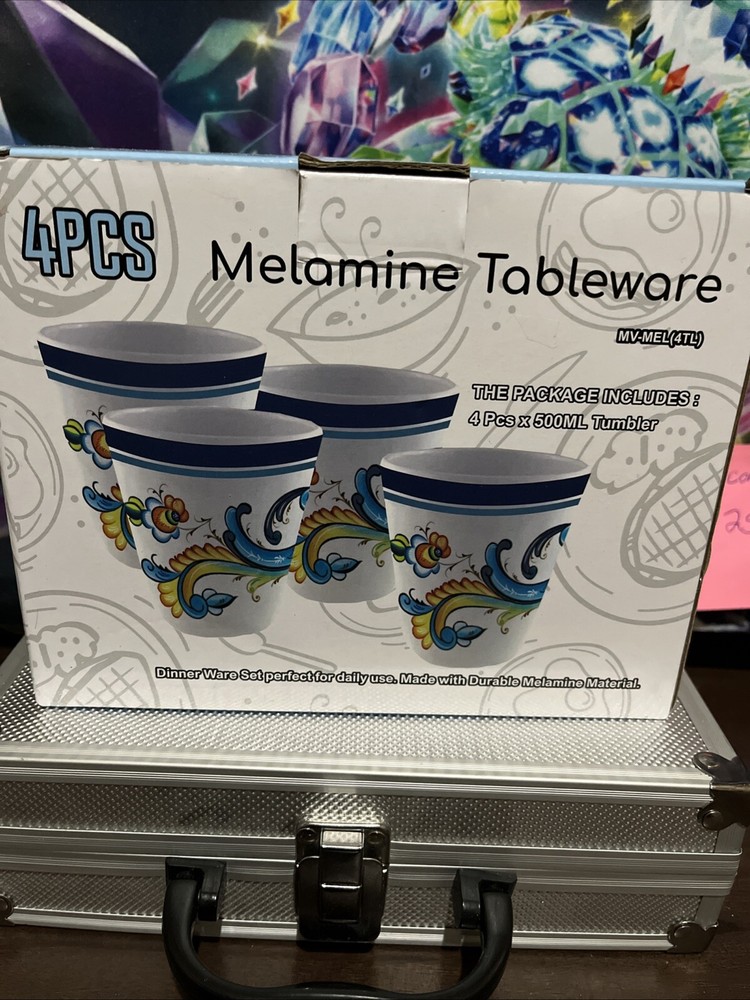 4PCS
Melamine Tableware
MV-MEL(4TL)
THE PACKAGE INCLUDES :
4 Pcs x 500ML Tumbler
Dinner Ware Set perfect for daily use. Made with Durable Melamine Material.